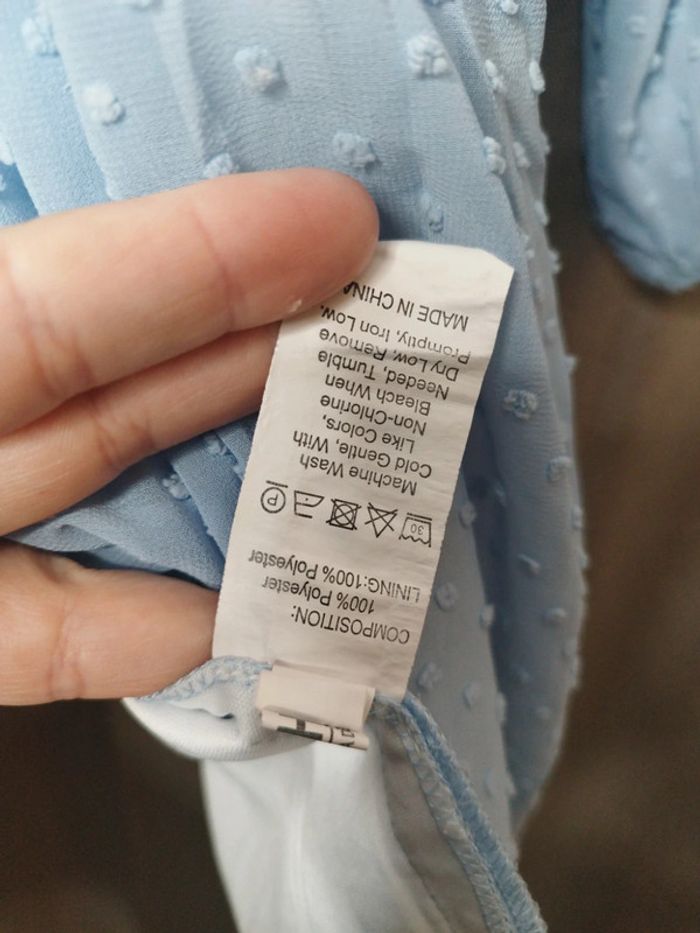 COMPOSITION:
100% Polyester
LINING:100% Polyester
30
P
Machine Wash
Cold Gentle, With
Like Colors,
Non-Chlorine
Bleach When
Needed, Tumble
Dry Low, Remove
Promptly, Iron Low.
MADE IN CHINA